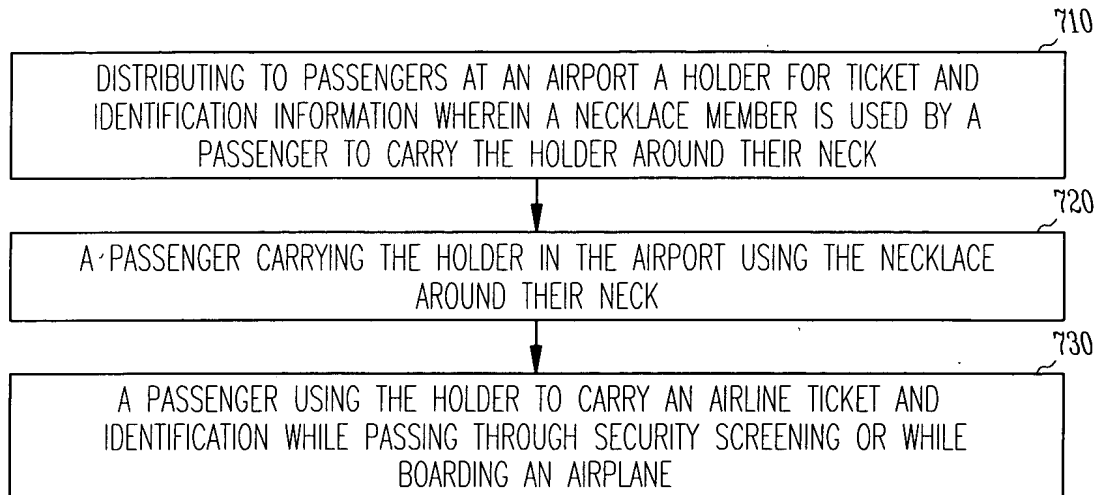 710
DISTRIBUTING TO PASSENGERS AT AN AIRPORT A HOLDER FOR TICKET AND
IDENTIFICATION INFORMATION WHEREIN A NECKLACE MEMBER IS USED BY A
PASSENGER TO CARRY THE HOLDER AROUND THEIR NECK
720
A PASSENGER CARRYING THE HOLDER IN THE AIRPORT USING THE NECKLACE
AROUND THEIR NECK
730
A PASSENGER USING THE HOLDER TO CARRY AN AIRLINE TICKET AND
IDENTIFICATION WHILE PASSING THROUGH SECURITY SCREENING OR WHILE
BOARDING AN AIRPLANE